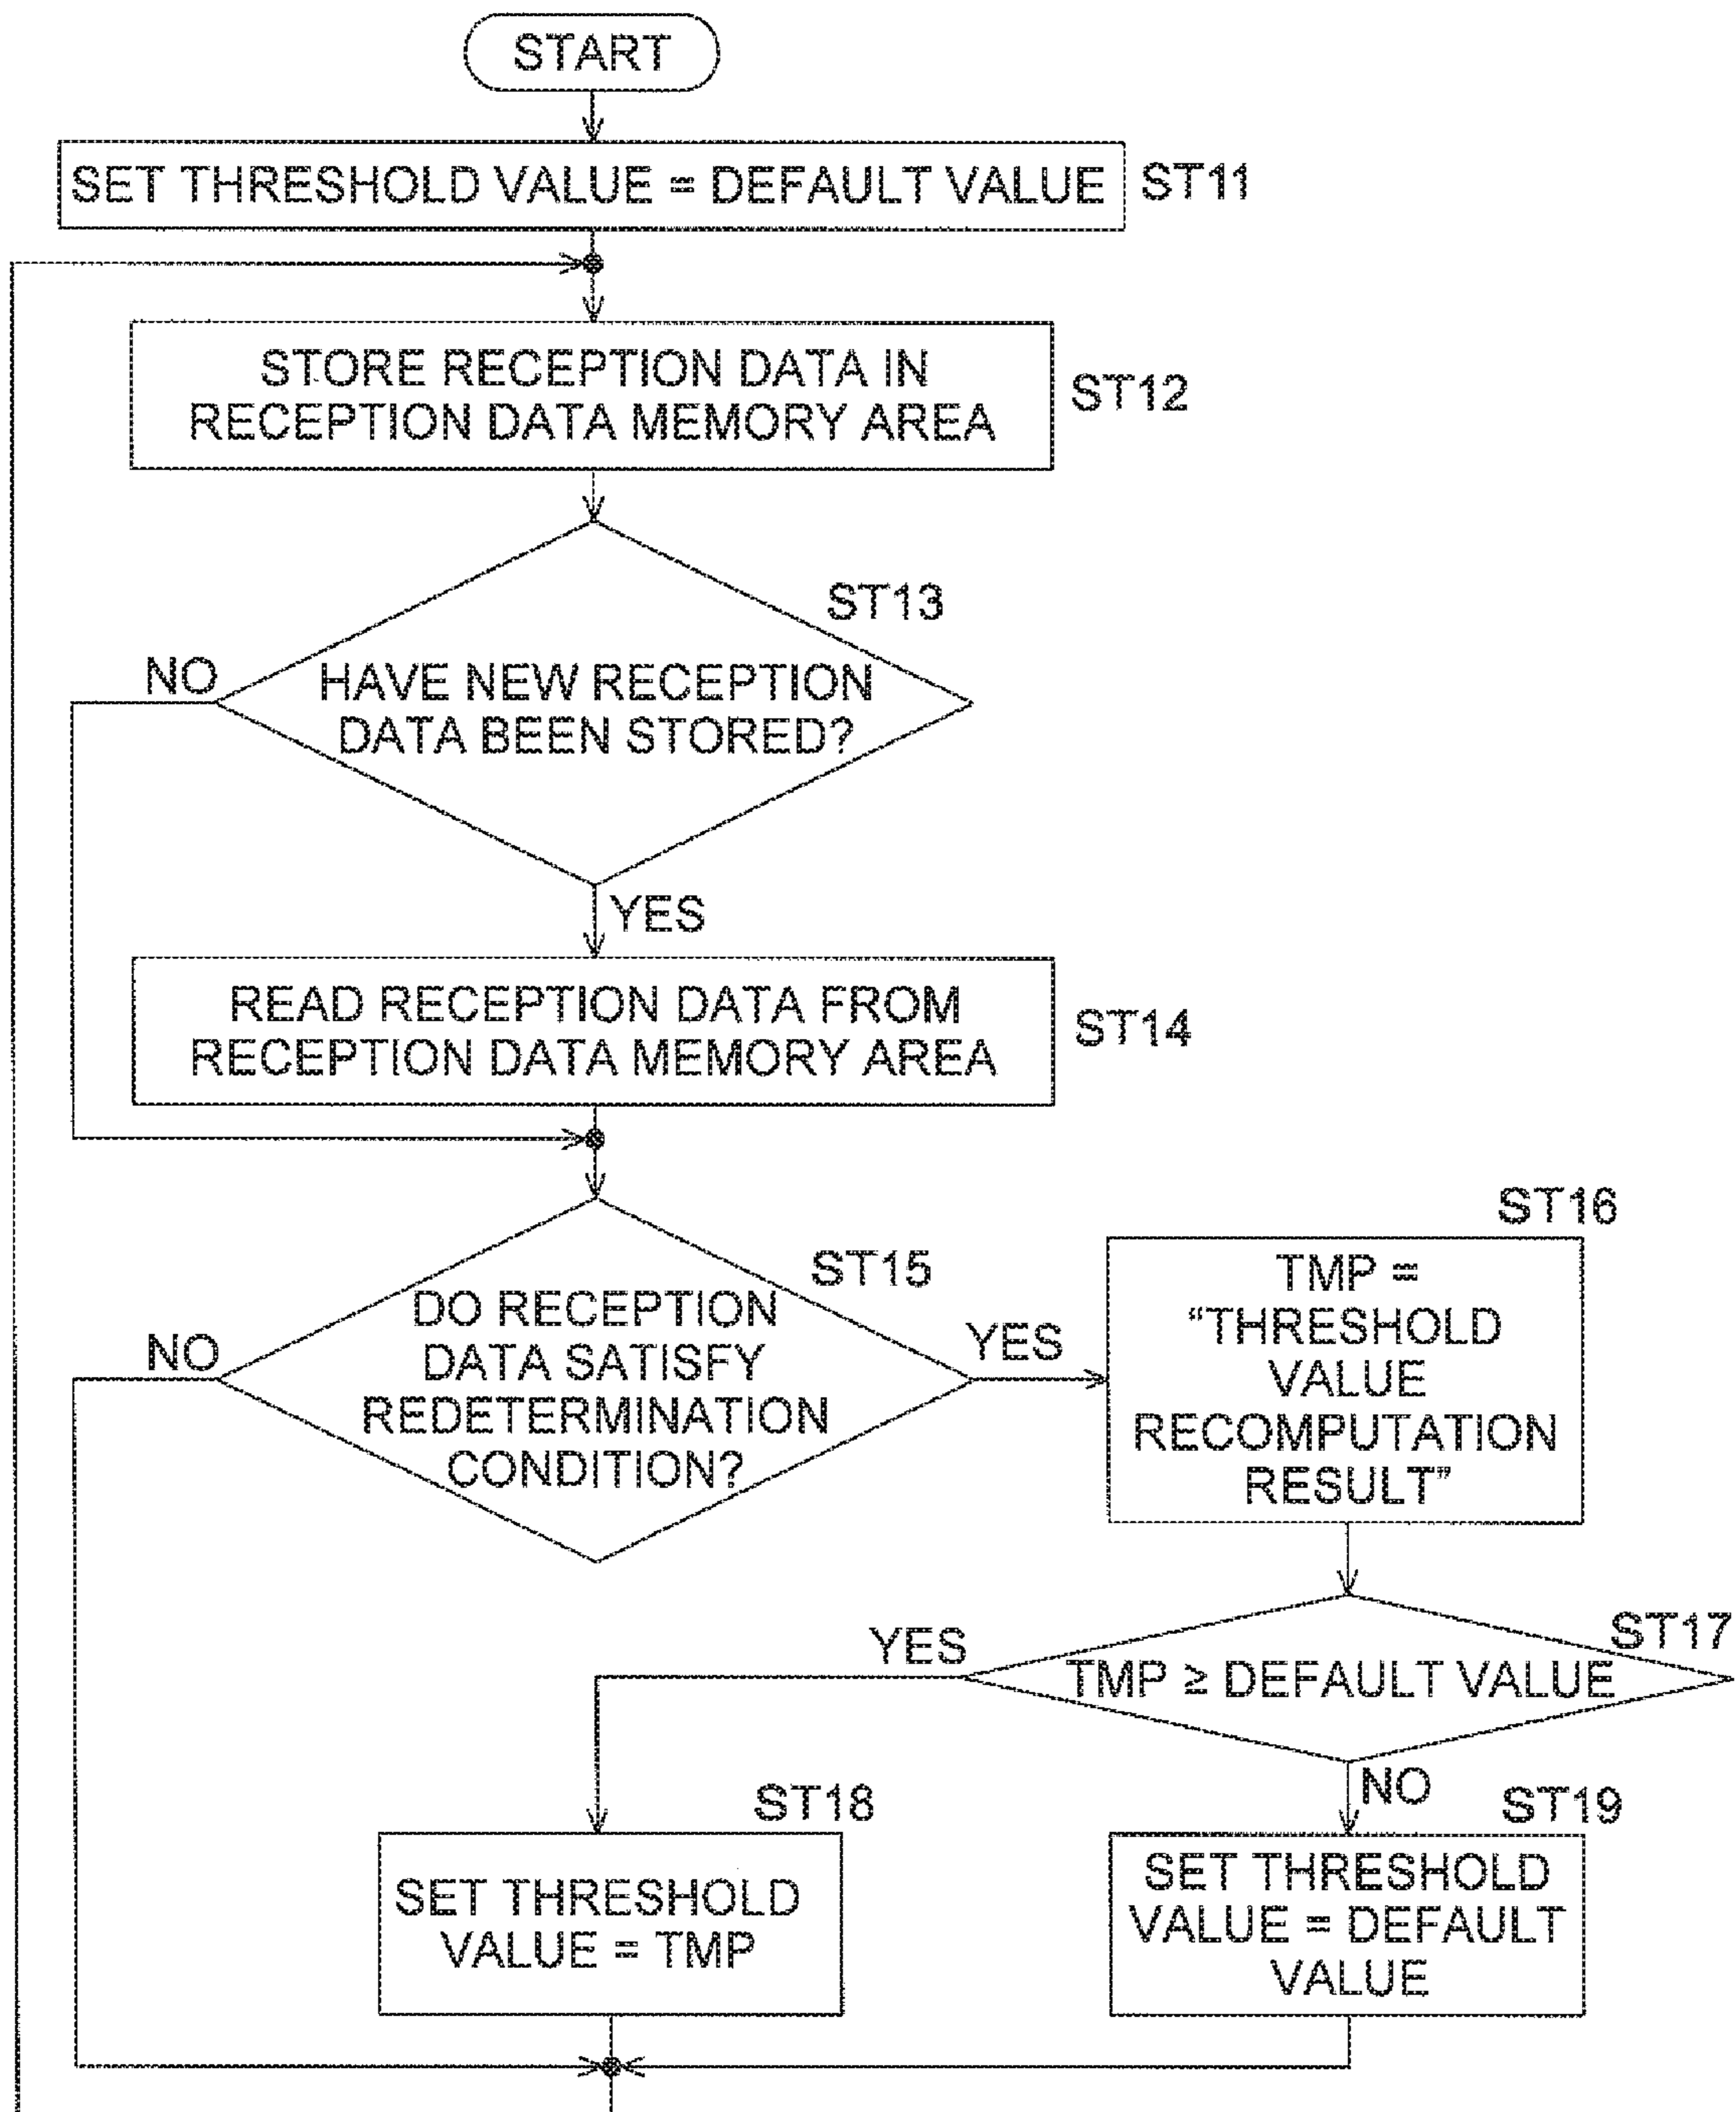 START
SET THRESHOLD VALUE = DEFAULT VALUE
ST11
STORE RECEPTION DATA IN
RECEPTION DATA MEMORY AREA
ST12
ST13
NO
HAVE NEW RECEPTION
DATA BEEN STORED?
YES
READ RECEPTION DATA FROM
RECEPTION DATA MEMORY AREA
ST14
ST15
NO
DO RECEPTION
DATA SATISFY
REDETERMINATION
CONDITION?
YES
ST16
TMP =
“THRESHOLD
VALUE
RECOMPUTATION
RESULT”
ST17
YES
TMP ≥ DEFAULT VALUE
NO
ST18
SET THRESHOLD
VALUE = TMP
ST19
SET THRESHOLD
VALUE = DEFAULT
VALUE